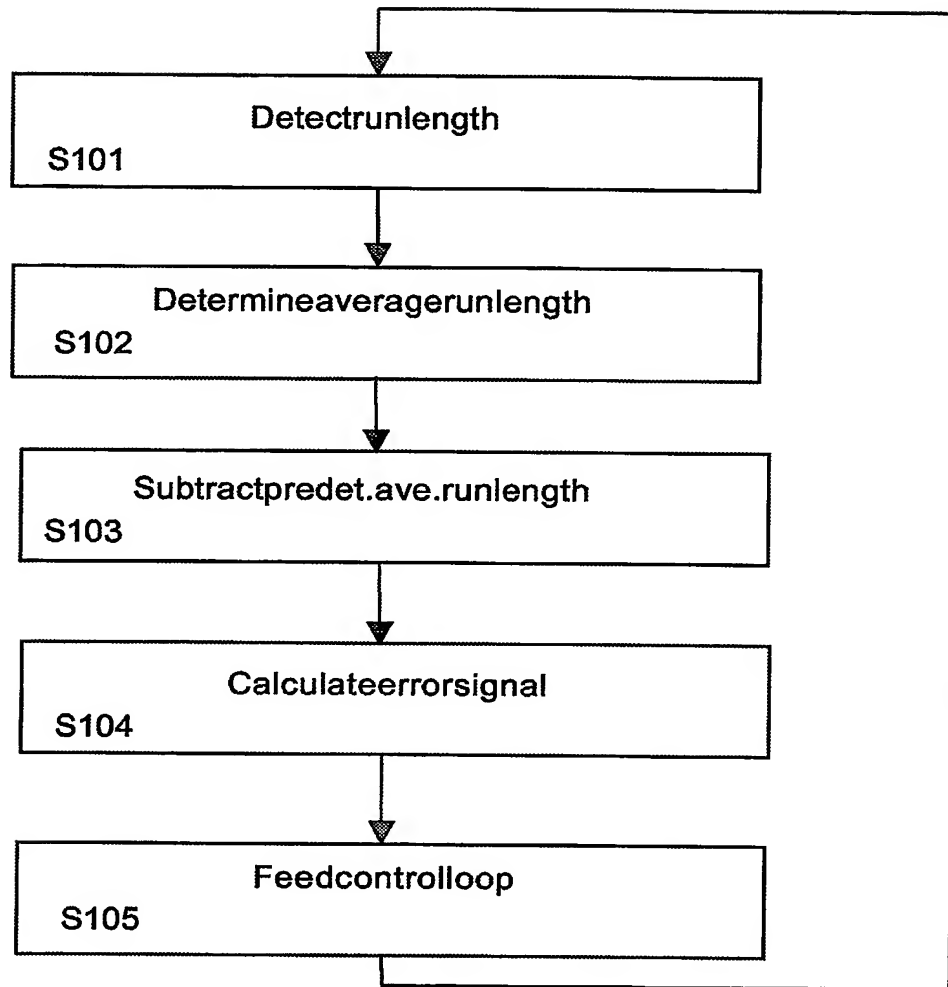 Detectrunlength
S101
Determineaveragerunlength
S102
Subtractpredet.ave.runlength
S103
Calculateerrorsignal
S104
Feedcontrolloop
S105